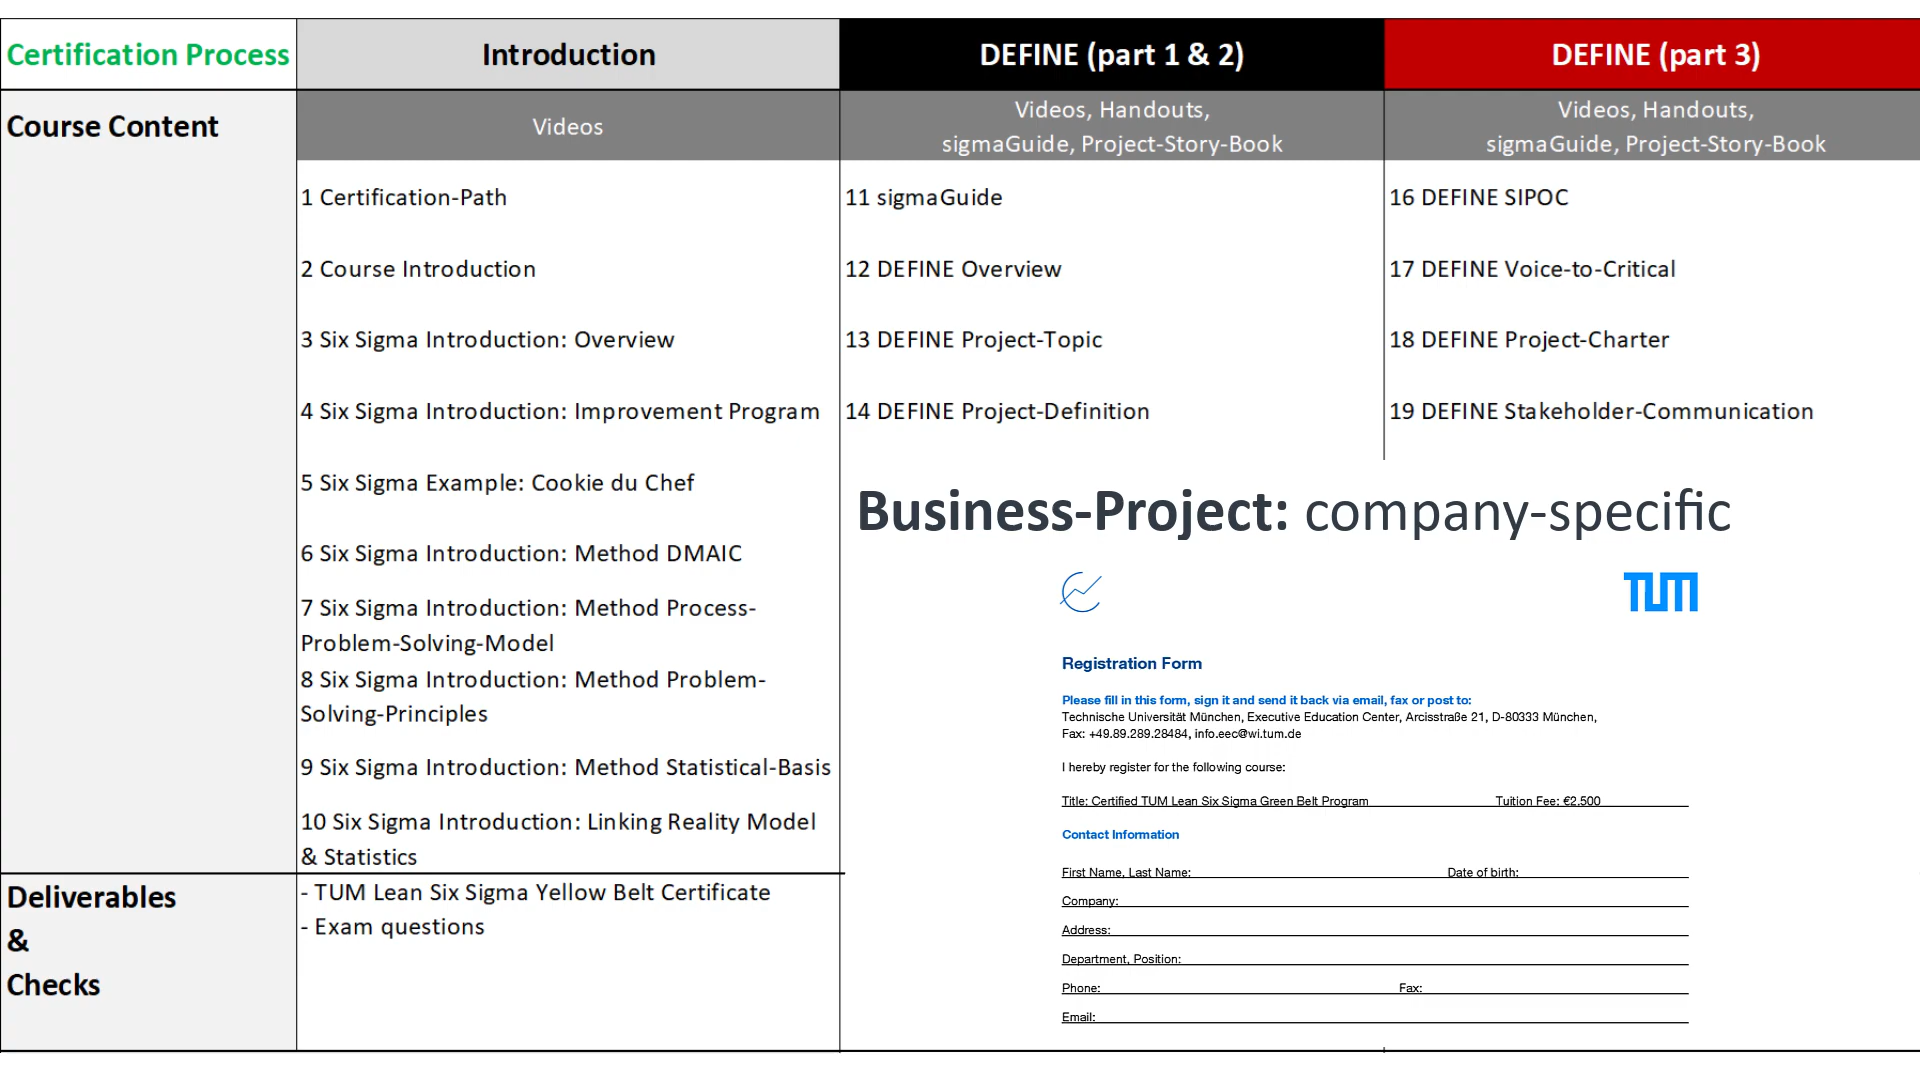 Certification Process
Introduction
DEFINE (part 1 & 2)
DEFINE (part 3)
Course Content
Videos
Videos, Handouts,
sigmaGuide, Project-Story-Book
Videos, Handouts,
sigmaGuide, Project-Story-Book
1 Certification-Path
2 Course Introduction
3 Six Sigma Introduction: Overview
4 Six Sigma Introduction: Improvement Program
5 Six Sigma Example: Cookie du Chef
6 Six Sigma Introduction: Method DMAIC
7 Six Sigma Introduction: Method Process-
Problem-Solving-Model
8 Six Sigma Introduction: Method Problem-
Solving-Principles
9 Six Sigma Introduction: Method Statistical-Basis
10 Six Sigma Introduction: Linking Reality Model
& Statistics
11 sigmaGuide
12 DEFINE Overview
13 DEFINE Project-Topic
14 DEFINE Project-Definition
16 DEFINE SIPOC
17 DEFINE Voice-to-Critical
18 DEFINE Project-Charter
19 DEFINE Stakeholder-Communication
Business-Project: company-specific
TUM
Registration Form
Please fill in this form, sign it and send it back via email, fax or post to:
Technische Universität München, Executive Education Center, Arcisstraße 21, D-80333 München,
Fax: +49.89.289.28484, info.eec@wi.tum.de
I hereby register for the following course:
Title: Certified TUM Lean Six Sigma Green Belt Program Tuition Fee: €2.500
Contact Information
First Name, Last Name: Date of birth:
Company:
Address:
Department, Position:
Phone: Fax:
Email:
Deliverables
&
Checks
- TUM Lean Six Sigma Yellow Belt Certificate
- Exam questions